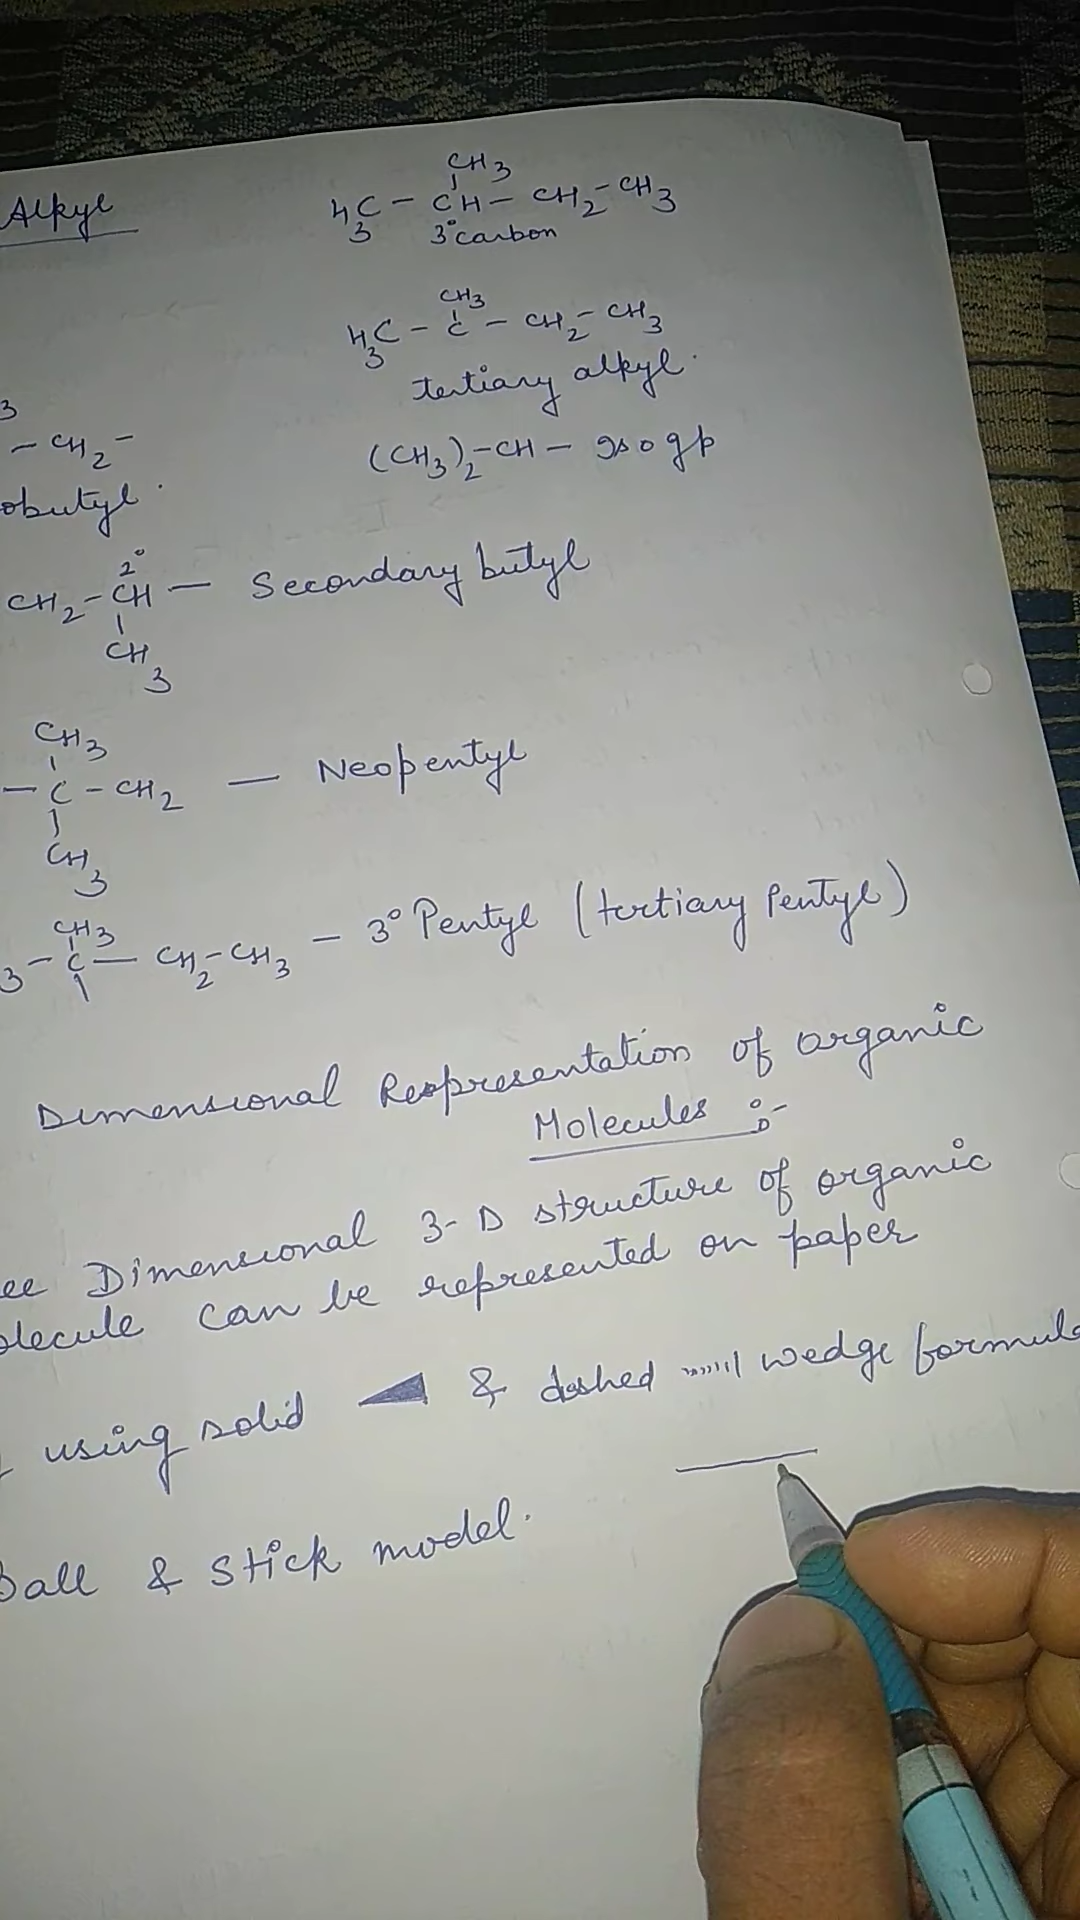 Alkyl
CH3
H3C - CH - CH2 - CH3
3° carbon
CH3
H3C - C - CH2 - CH3
tertiary alkyl.
3
- CH2 -
obutyl.
(CH3)2 - CH - Iso gp
2°
CH2 - CH — Secondary butyl
CH3
CH3
- C - CH2 — Neopentyl
CH3
CH3
3 - C — CH2 - CH3 — 3° Pentyl (tertiary Pentyl)
Dimensional Respresentation of organic
Molecules :-
ee Dimensional 3-D structure of organic
olecule can be represented on paper
using solid & dashed wedge formula
Ball & stick model.